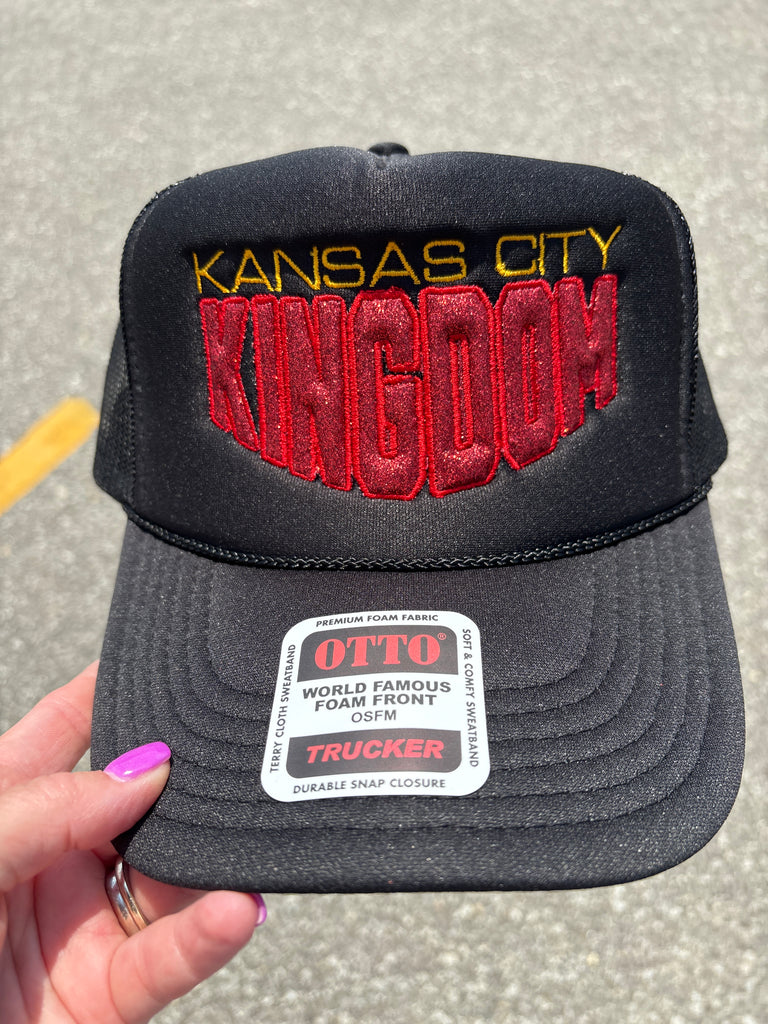 KANSAS CITY
KINGDOM
PREMIUM FOAM FABRIC
OTTO®
WORLD FAMOUS
FOAM FRONT
OSFM
TRUCKER
DURABLE SNAP CLOSURE
TERRY CLOTH SWEATBAND
SOFT & COMFY SWEATBAND